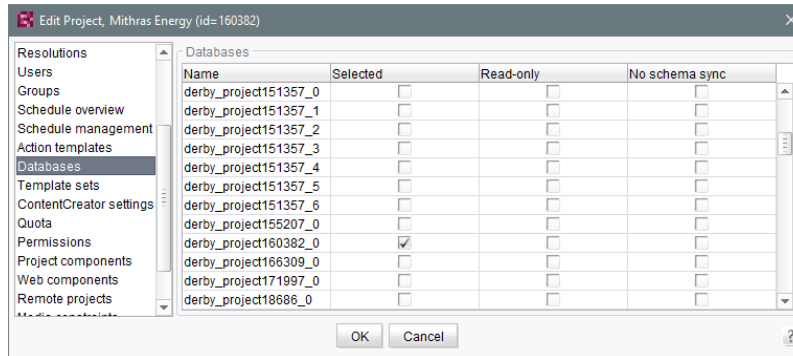 Edit Project, Mithras Energy (id=160382)
Resolutions
Users
Groups
Schedule overview
Schedule management
Action templates
Databases
Template sets
ContentCreator settings
Quota
Permissions
Project components
Web components
Remote projects
Media constraints
Databases
Name Selected Read-only No schema sync
derby_project151357_0
derby_project151357_1
derby_project151357_2
derby_project151357_3
derby_project151357_4
derby_project151357_5
derby_project151357_6
derby_project155207_0
derby_project160382_0
derby_project166309_0
derby_project171997_0
derby_project18686_0
OK Cancel
?